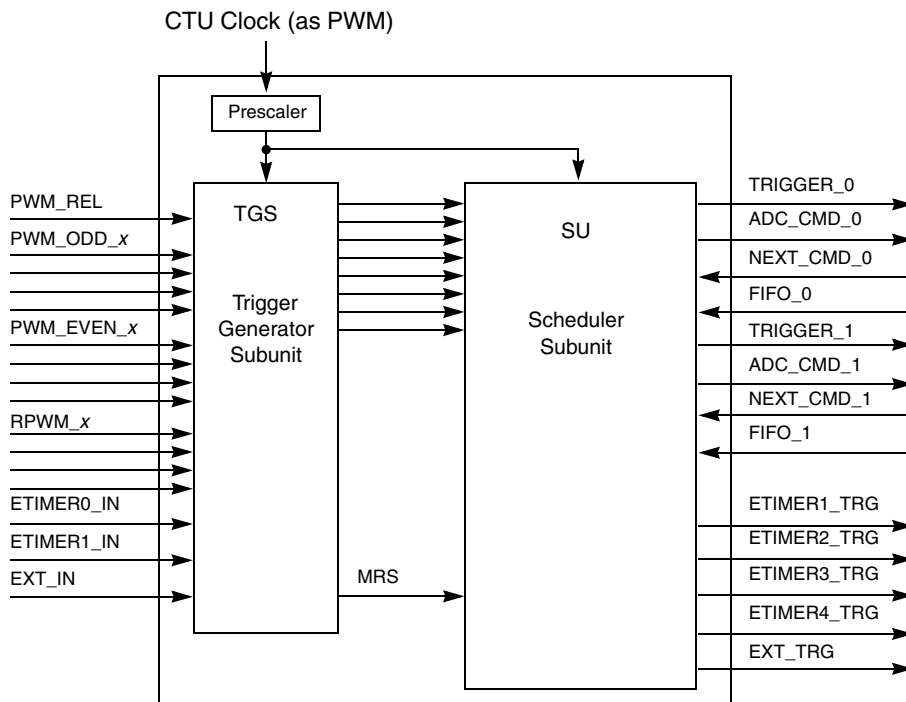 CTU Clock (as PWM)
Prescaler
PWM_REL
PWM_ODD_x
PWM_EVEN_x
RPWM_x
ETIMER0_IN
ETIMER1_IN
EXT_IN
TGS
Trigger
Generator
Subunit
MRS
SU
Scheduler
Subunit
TRIGGER_0
ADC_CMD_0
NEXT_CMD_0
FIFO_0
TRIGGER_1
ADC_CMD_1
NEXT_CMD_1
FIFO_1
ETIMER1_TRG
ETIMER2_TRG
ETIMER3_TRG
ETIMER4_TRG
EXT_TRG